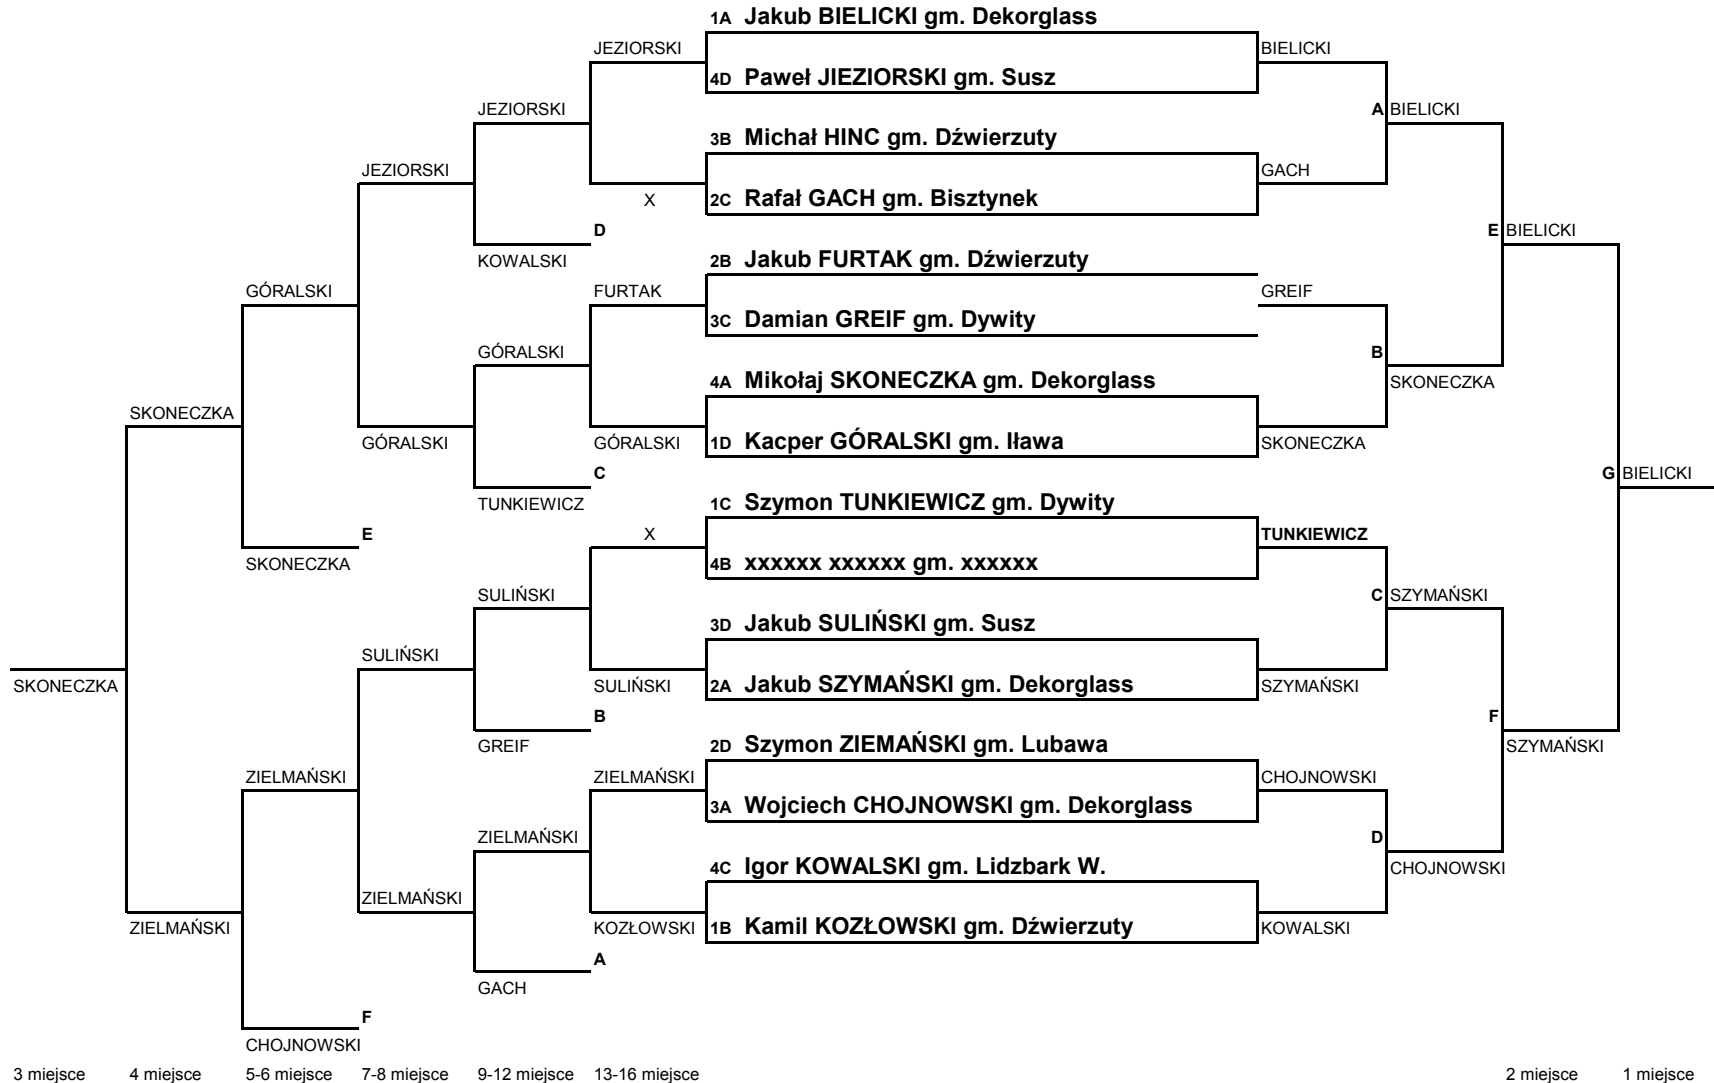 1A Jakub BIELICKI gm. Dekorglass
JEZIORSKI BIELICKI
4D Paweł JIEZIORSKI gm. Susz
JEZIORSKI A BIELICKI
3B Michał HINC gm. Dźwierzuty
JEZIORSKI GACH
X 2C Rafał GACH gm. Bisztynek
D E BIELICKI
KOWALSKI 2B Jakub FURTAK gm. Dźwierzuty
GÓRALSKI FURTAK GREIF
3C Damian GREIF gm. Dywity
GÓRALSKI B
4A Mikołaj SKONECZKA gm. Dekorglass SKONECZKA
SKONECZKA
GÓRALSKI GÓRALSKI 1D Kacper GÓRALSKI gm. Iława SKONECZKA
C G BIELICKI
TUNKIEWICZ 1C Szymon TUNKIEWICZ gm. Dywity
E X TUNKIEWICZ
SKONECZKA 4B xxxxxx xxxxxx gm. xxxxxx
SULIŃSKI C SZYMAŃSKI
3D Jakub SULIŃSKI gm. Susz
SULIŃSKI
SKONECZKA SULIŃSKI 2A Jakub SZYMAŃSKI gm. Dekorglass SZYMAŃSKI
B F
GREIF 2D Szymon ZIEMAŃSKI gm. Lubawa SZYMAŃSKI
ZIELMAŃSKI ZIELMAŃSKI CHOJNOWSKI
3A Wojciech CHOJNOWSKI gm. Dekorglass
ZIELMAŃSKI D
4C Igor KOWALSKI gm. Lidzbark W. CHOJNOWSKI
ZIELMAŃSKI
ZIELMAŃSKI KOZŁOWSKI 1B Kamil KOZŁOWSKI gm. Dźwierzuty KOWALSKI
A
GACH
F
CHOJNOWSKI
3 miejsce 4 miejsce 5-6 miejsce 7-8 miejsce 9-12 miejsce 13-16 miejsce 2 miejsce 1 miejsce